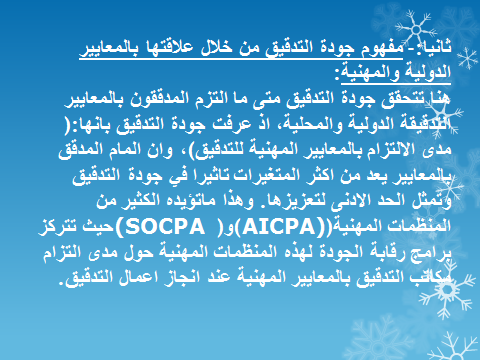 ثانيا:- مفهوم جودة التدقيق من خلال علاقتها بالمعايير
الدولية والمهنية:
هنا تتحقق جودة التدقيق متى ما التزم المدققون بالمعايير
التدقيقة الدولية والمحلية، اذ عرفت جودة التدقيق بانها:(
مدى الالتزام بالمعايير المهنية للتدقيق)، وان المام المدقق
بالمعايير يعد من اكثر المتغيرات تاثيرا في جودة التدقيق
وتمثل الحد الادنى لتعزيزها. وهذا ماتؤيده الكثير من
المنظمات المهنية((AICPA)و( SOCPA)حيث تتركز
برامج رقابة الجودة لهذه المنظمات المهنية حول مدى التزام
مكاتب التدقيق بالمعايير المهنية عند انجاز اعمال التدقيق.